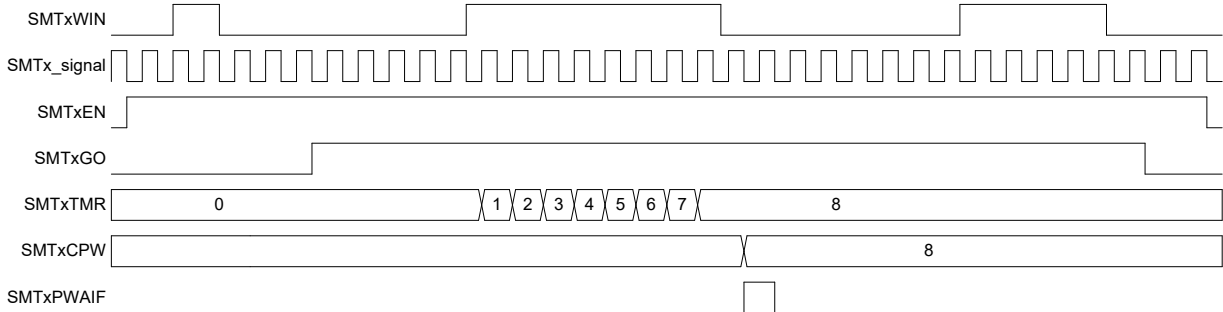 SMTxWIN
SMTx_signal
SMTxEN
SMTxGO
SMTxTMR 0 1 2 3 4 5 6 7 8
SMTxCPW 8
SMTxPWAIF